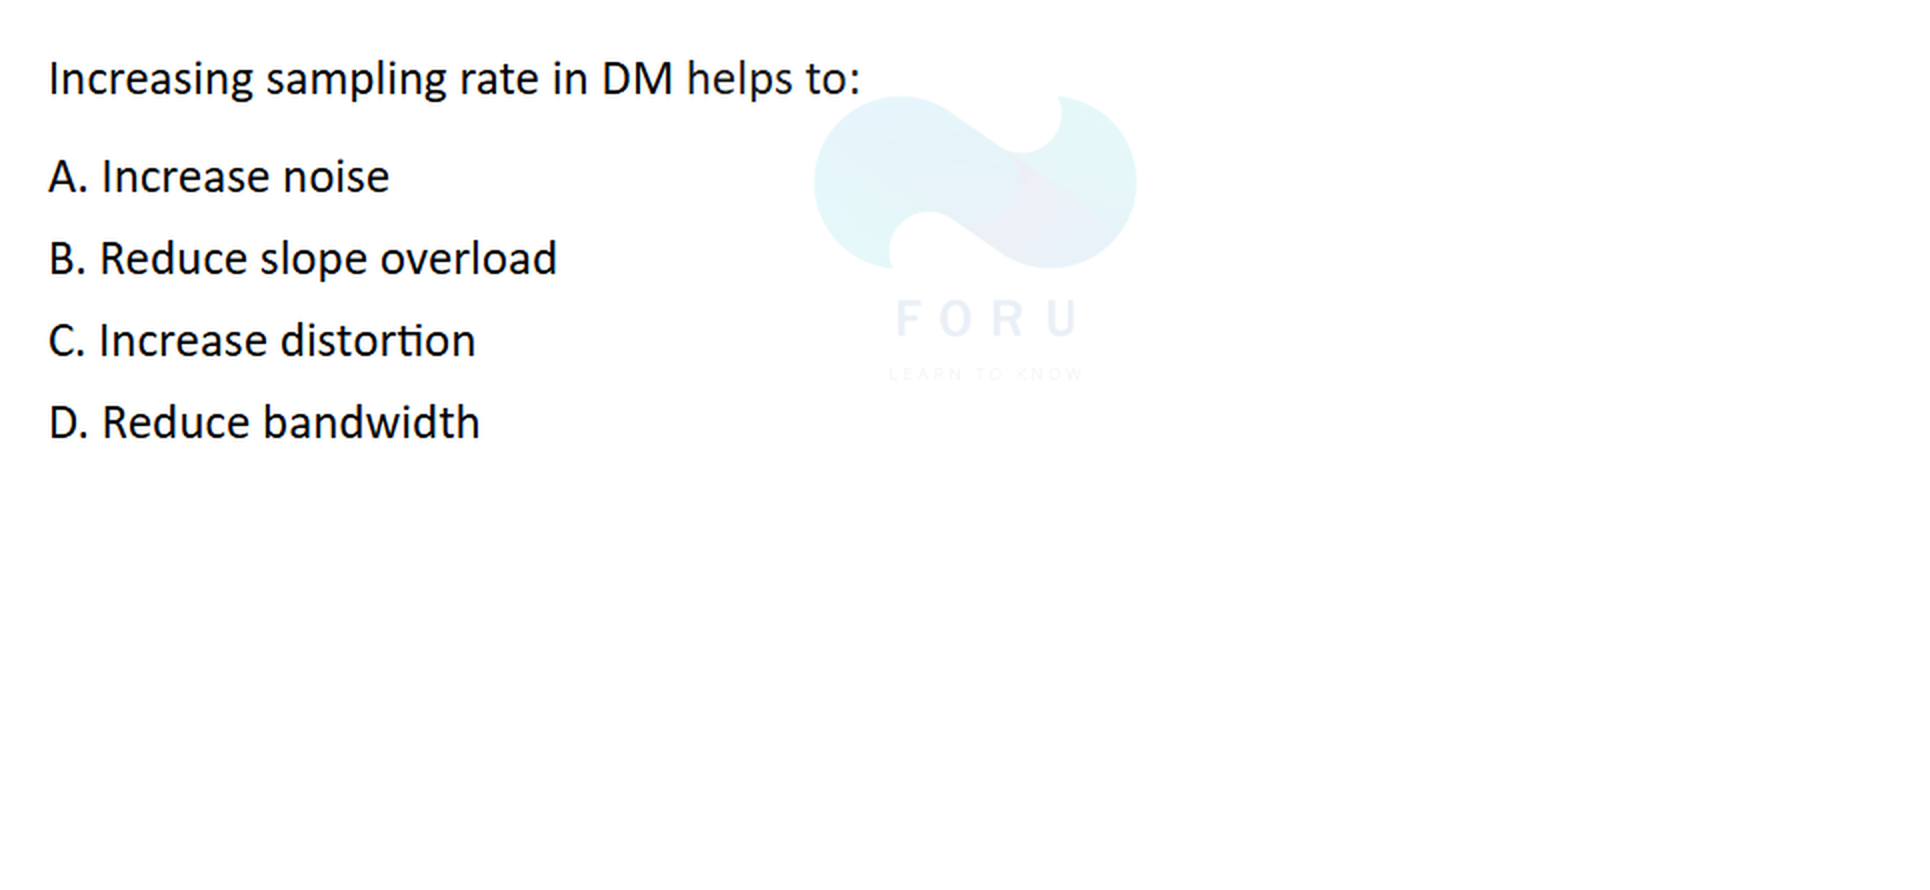 Increasing sampling rate in DM helps to:
A. Increase noise
B. Reduce slope overload
C. Increase distortion
D. Reduce bandwidth
FORU
LEARN TO KNOW